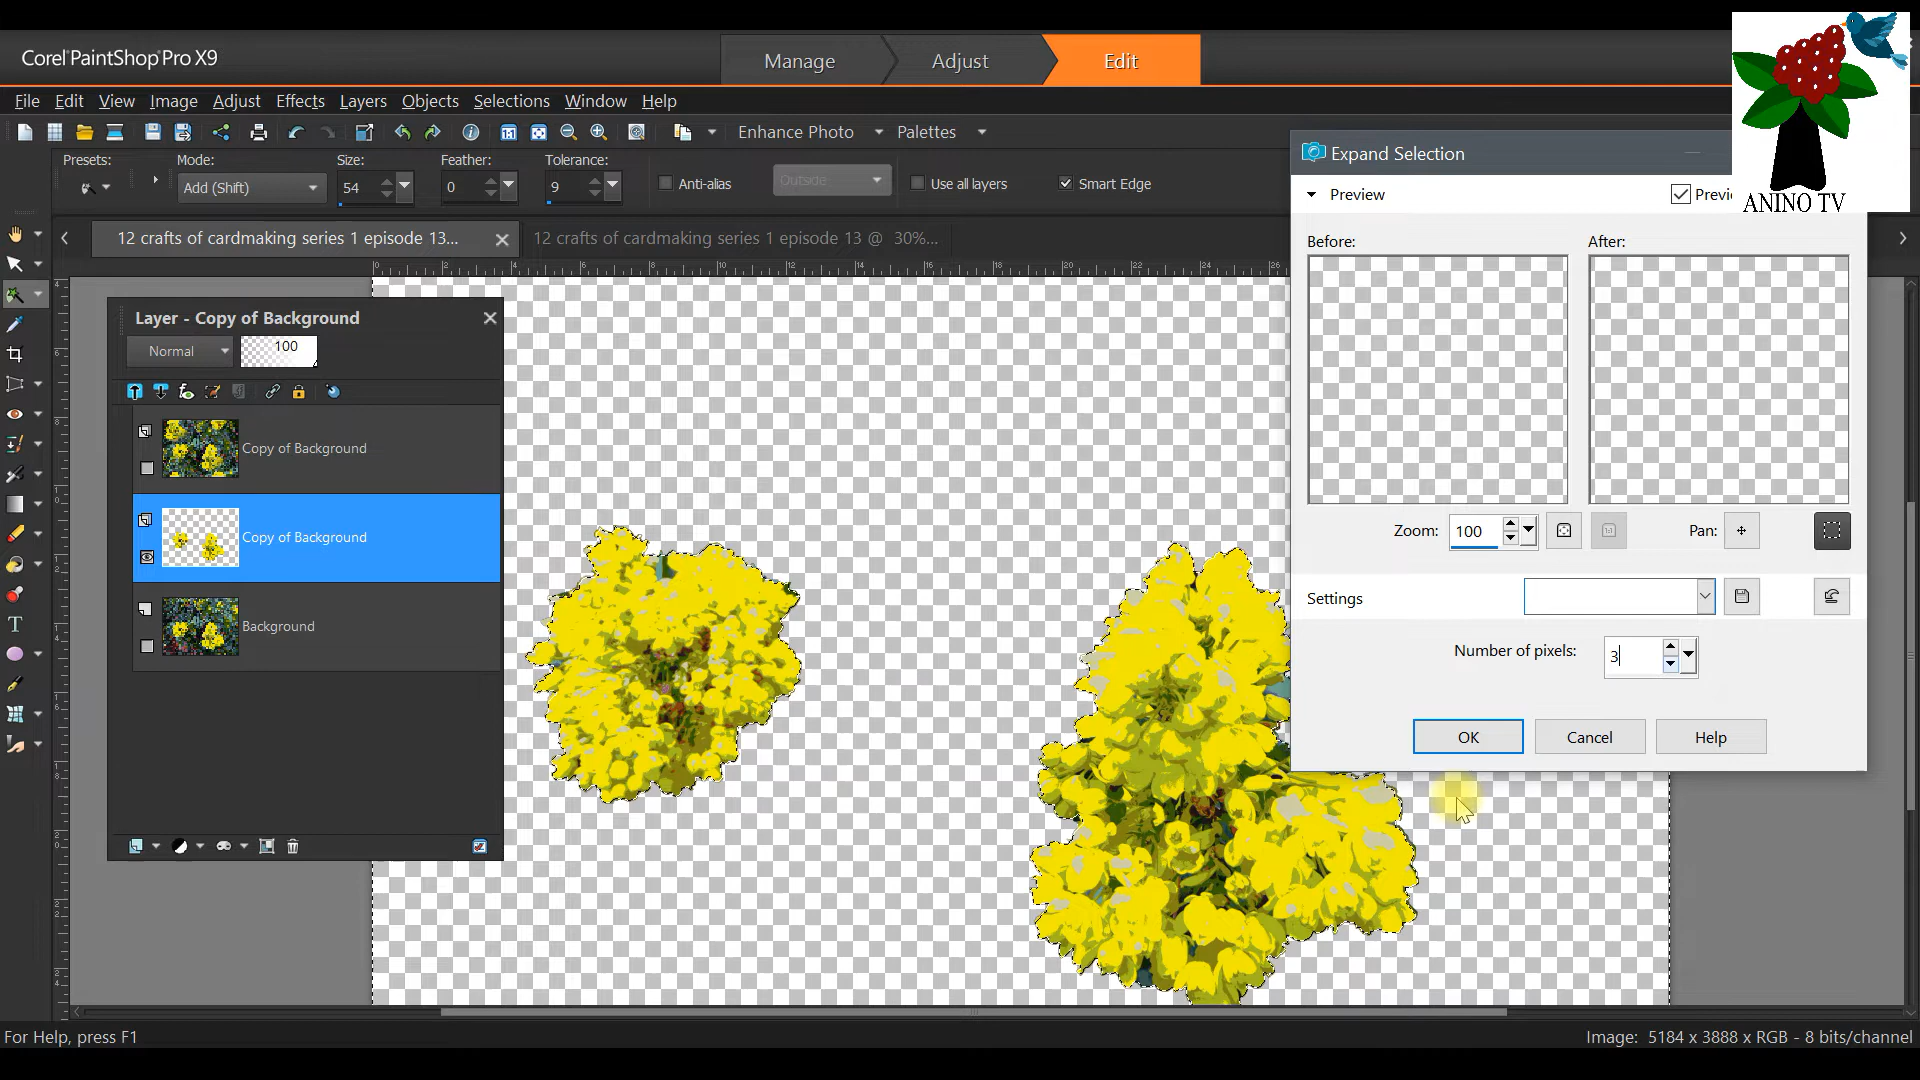 Corel PaintShop Pro X9
Manage
Adjust
Edit
File Edit View Image Adjust Effects Layers Objects Selections Window Help
Enhance Photo
Palettes
Presets:
Mode:
Add (Shift)
Size:
54
Feather:
0
Tolerance:
9
Anti-alias
Outside
Use all layers
Smart Edge
ANINO TV
12 crafts of cardmaking series 1 episode 13...
12 crafts of cardmaking series 1 episode 13 @ 30%...
Layer - Copy of Background
Normal
100
Copy of Background
Copy of Background
Background
Expand Selection
Preview
Before:
After:
Zoom:
100
Pan:
Settings
Number of pixels:
3
OK
Cancel
Help
For Help, press F1
Image: 5184 x 3888 x RGB - 8 bits/channel